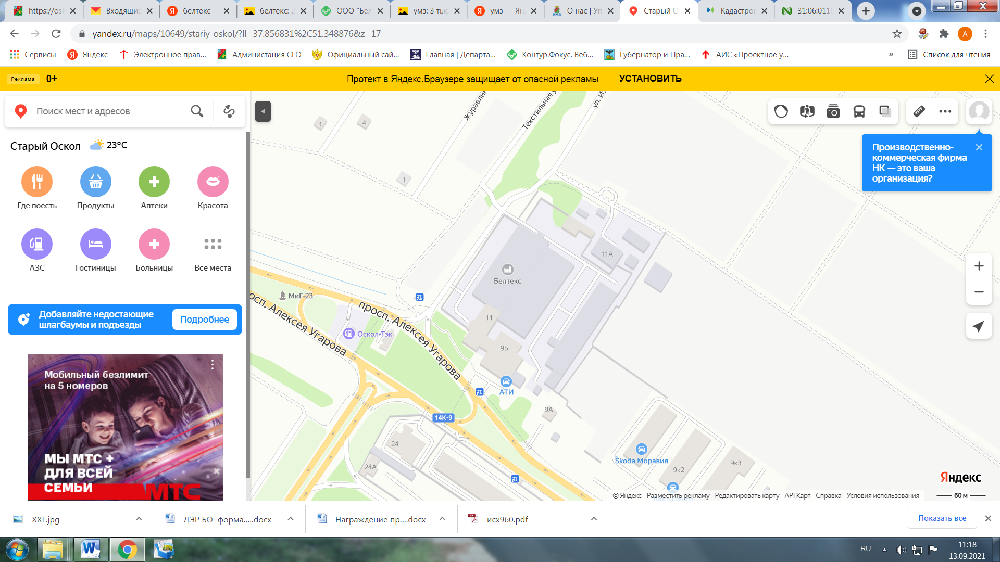 https://osk
Входящие
белтекс —
белтекс: 2
ООО "Бел
умз: 3 тыс
умз — Ян
О нас | Уп
Старый О
Кадастров
31:06:0110
yandex.ru/maps/10649/stariy-oskol/?ll=37.856831%2C51.348876&z=17
А
Сервисы
Яндекс
Электронное прав...
Администация СГО
Официальный сай...
Главная | Департа...
Контур.Фокус. Веб...
Губернатор и Пра...
АИС «Проектное у...
»
Список для чтения
Реклама
0+
Протект в Яндекс.Браузере защищает от опасной рекламы
УСТАНОВИТЬ
Поиск мест и адресов
Старый Оскол
23°C
Где поесть
Продукты
Аптеки
Красота
АЗС
Гостиницы
Больницы
Все места
Добавляйте недостающие
шлагбаумы и подъезды
Подробнее
Мобильный безлимит
на 5 номеров
МЫ МТС +
ДЛЯ ВСЕЙ
СЕМЬИ
МТС
Производственно-
коммерческая фирма
НК — это ваша
организация?
Журавлин
Текстильная у
ул. Из
1
4
1
11А
Белтекс
МиГ-23
просп. Алексея Угарова
осп. Алексея Угарова
Оскол-Тэк
11
9Б
АТИ
9А
14К-9
24
24А
Škoda Моравия
9к2
9к3
Яндекс
© Яндекс
Разместить рекламу
Редактировать карту
API Карт
Справка
Условия использования
60 м
XXL.jpg
ДЭР БО форма.....docx
Награждение пр....docx
исх960.pdf
Показать все
RU
11:18
13.09.2021